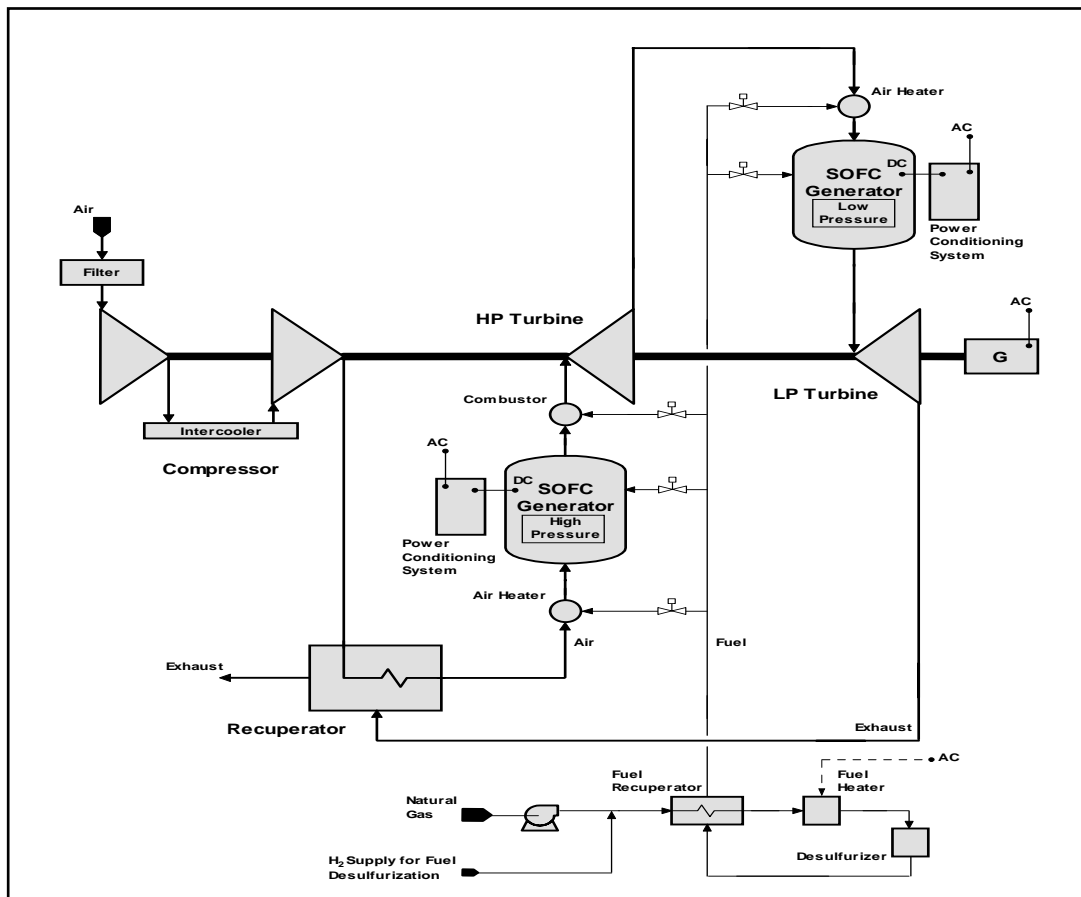 Air Heater
AC
DC
SOFC
Generator
Low
Pressure
Power
Conditioning
System
Air
Filter
HP Turbine
AC
G
LP Turbine
Combustor
Intercooler
Compressor
AC
DC
SOFC
Generator
High
Pressure
Power
Conditioning
System
Air Heater
Air
Fuel
Exhaust
Recuperator
Exhaust
AC
Fuel
Recuperator
Fuel
Heater
Natural
Gas
Desulfurizer
H2 Supply for Fuel
Desulfurization